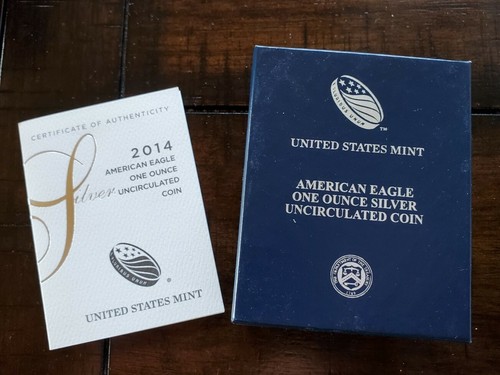 CERTIFICATE OF AUTHENTICITY
2014
AMERICAN EAGLE
ONE OUNCE
Silver UNCIRCULATED
COIN
UNITED STATES MINT
®
™
UNITED STATES MINT
AMERICAN EAGLE
ONE OUNCE SILVER
UNCIRCULATED COIN